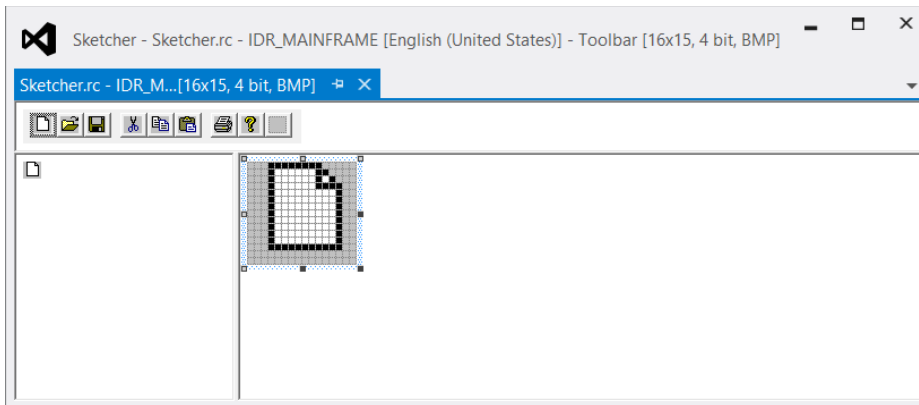 Sketcher - Sketcher.rc - IDR_MAINFRAME [English (United States)] - Toolbar [16x15, 4 bit, BMP]
Sketcher.rc - IDR_M...[16x15, 4 bit, BMP]